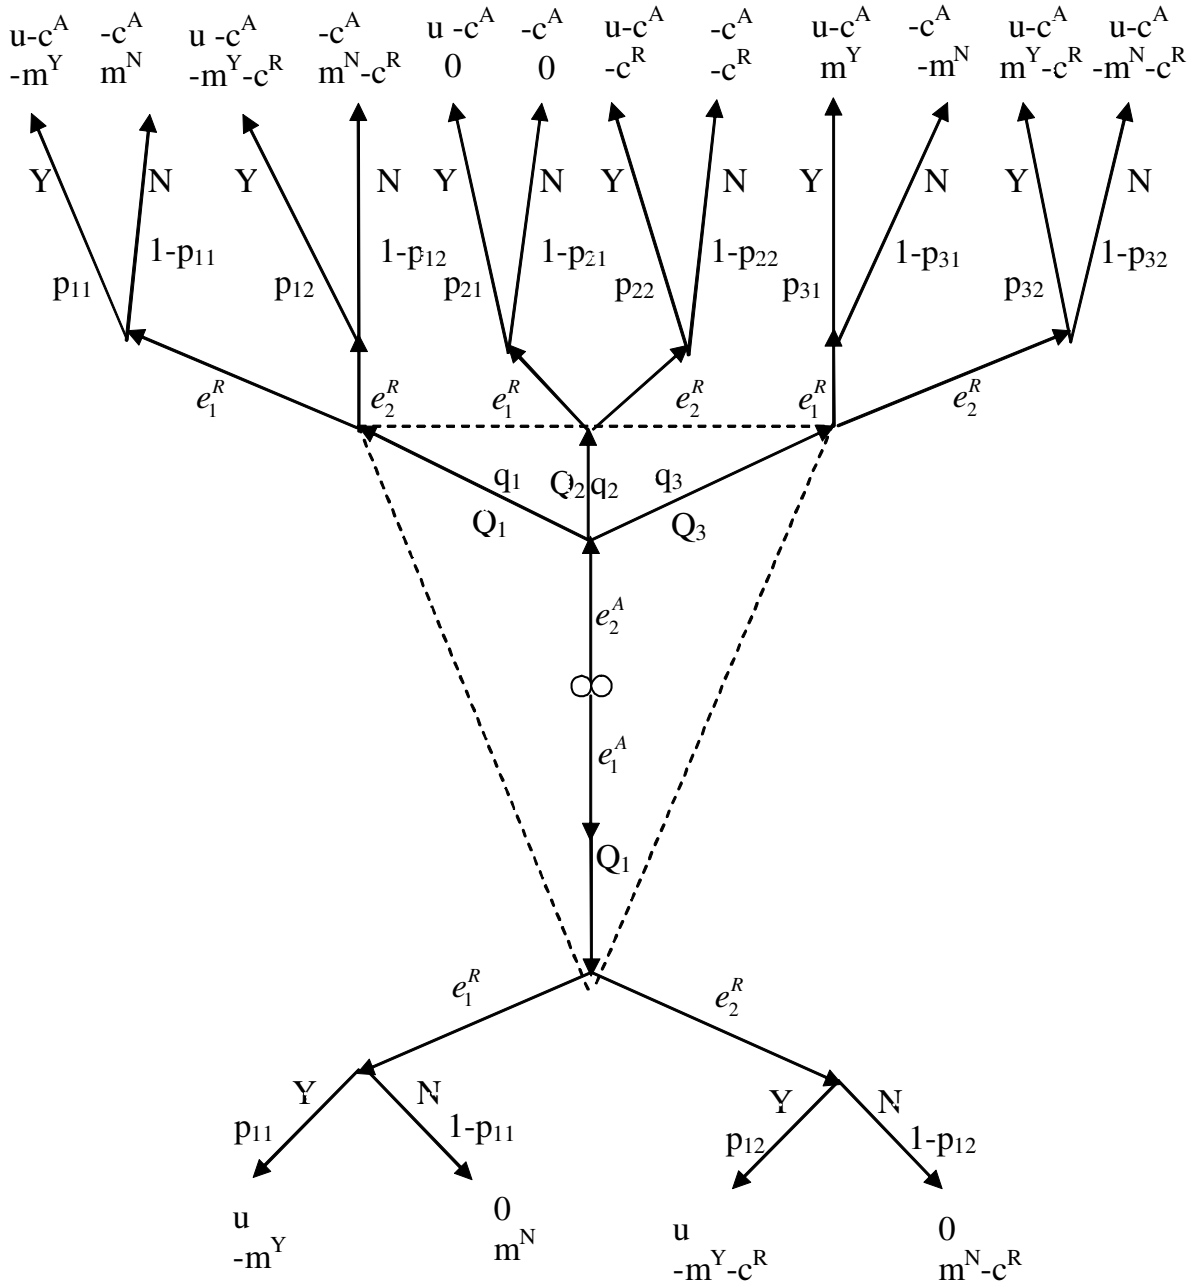 u-c^A -c^A u -c^A -c^A u -c^A -c^A u-c^A -c^A u-c^A -c^A u-c^A u-c^A
-m^Y m^N -m^Y-c^R m^N-c^R 0 0 -c^R -c^R m^Y -m^N m^Y-c^R -m^N-c^R
Y N Y N Y N Y N Y N Y N
p₁₁ 1-p₁₁ p₁₂ 1-p₁₂ p₂₁ 1-p₂₁ p₂₂ 1-p₂₂ p₃₁ 1-p₃₁ p₃₂ 1-p₃₂
e₁^R e₂^R e₁^R e₂^R e₁^R e₂^R
q₁ Q₂ q₂ q₃
Q₁ Q₃
e₂^A
e₁^A
Q₁
e₁^R e₂^R
Y N Y N
p₁₁ 1-p₁₁ p₁₂ 1-p₁₂
u 0 u 0
-m^Y m^N -m^Y-c^R m^N-c^R